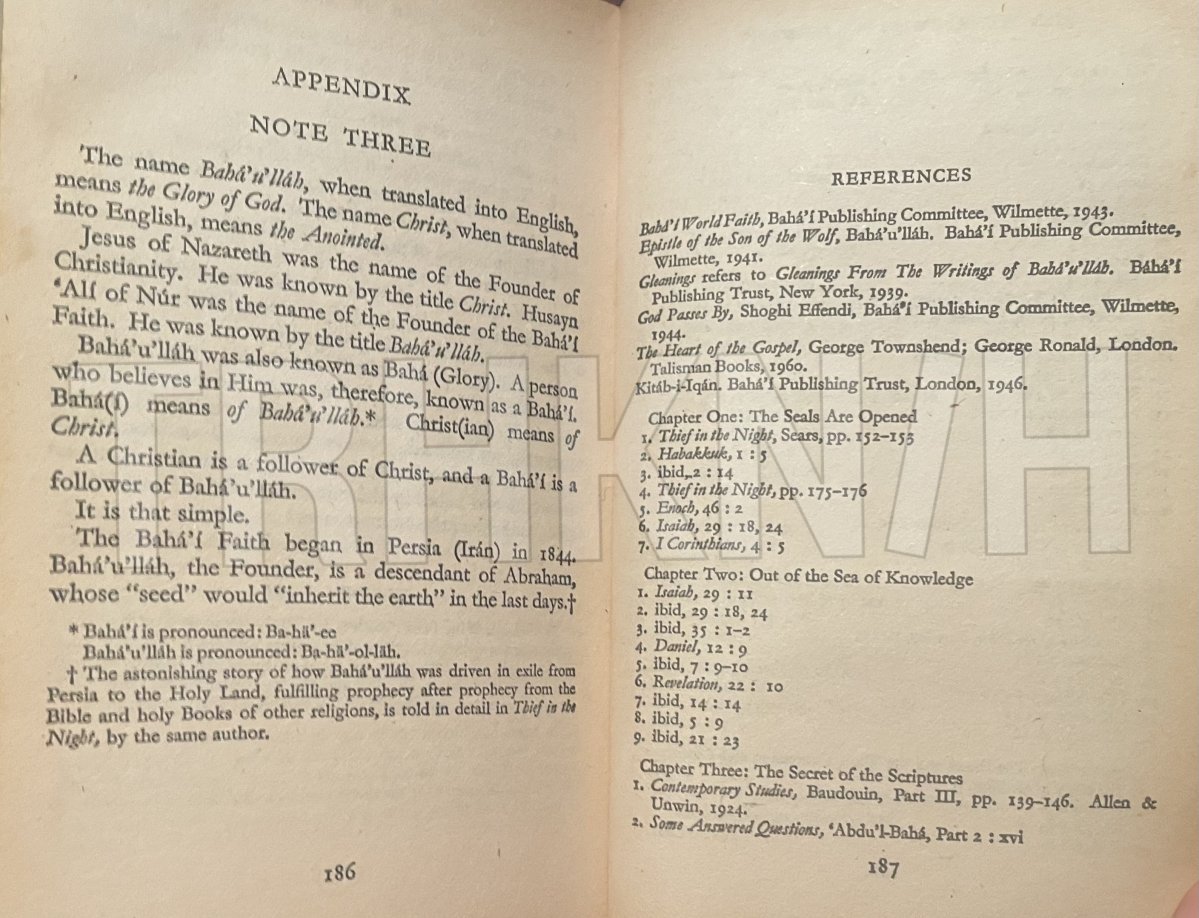 APPENDIX
NOTE THREE
The name Bahá’u’lláh, when translated into English,
means the Glory of God. The name Christ, when translated
into English, means the Anointed.
Jesus of Nazareth was the name of the Founder of
Christianity. He was known by the title Christ. Husayn
‘Alí of Núr was the name of the Founder of the Bahá’í
Faith. He was known by the title Bahá’u’lláh.
Bahá’u’lláh was also known as Bahá (Glory). A person
who believes in Him was, therefore, known as a Bahá’í.
Bahá(í) means of Bahá’u’lláh.* Christ(ian) means of
Christ.
A Christian is a follower of Christ, and a Bahá’í is a
follower of Bahá’u’lláh.
It is that simple.
The Bahá’í Faith began in Persia (Irán) in 1844.
Bahá’u’lláh, the Founder, is a descendant of Abraham,
whose “seed” would “inherit the earth” in the last days.†
* Bahá’í is pronounced: Ba-hä’-ee
Bahá’u’lláh is pronounced: Ba-hä’-ol-läh.
† The astonishing story of how Bahá’u’lláh was driven in exile from
Persia to the Holy Land, fulfilling prophecy after prophecy from the
Bible and holy Books of other religions, is told in detail in Thief in the
Night, by the same author.
186
REFERENCES
Bahá’í World Faith, Bahá’í Publishing Committee, Wilmette, 1943.
Epistle of the Son of the Wolf, Bahá’u’lláh. Bahá’í Publishing Committee,
Wilmette, 1941.
Gleanings refers to Gleanings From The Writings of Bahá’u’lláh. Báhá’í
Publishing Trust, New York, 1939.
God Passes By, Shoghi Effendi, Bahá’í Publishing Committee, Wilmette,
1944.
The Heart of the Gospel, George Townshend; George Ronald, London.
Talisman Books, 1960.
Kitáb-i-Iqán. Bahá’í Publishing Trust, London, 1946.
Chapter One: The Seals Are Opened
1. Thief in the Night, Sears, pp. 152–153
2. Habakkuk, 1 : 5
3. ibid, 2 : 14
4. Thief in the Night, pp. 175–176
5. Enoch, 46 : 2
6. Isaiah, 29 : 18, 24
7. I Corinthians, 4 : 5
Chapter Two: Out of the Sea of Knowledge
1. Isaiah, 29 : 11
2. ibid, 29 : 18, 24
3. ibid, 35 : 1–2
4. Daniel, 12 : 9
5. ibid, 7 : 9–10
6. Revelation, 22 : 10
7. ibid, 14 : 14
8. ibid, 5 : 9
9. ibid, 21 : 23
Chapter Three: The Secret of the Scriptures
1. Contemporary Studies, Baudouin, Part III, pp. 139–146. Allen &
Unwin, 1924.
2. Some Answered Questions, ‘Abdu’l-Bahá, Part 2 : xvi
187